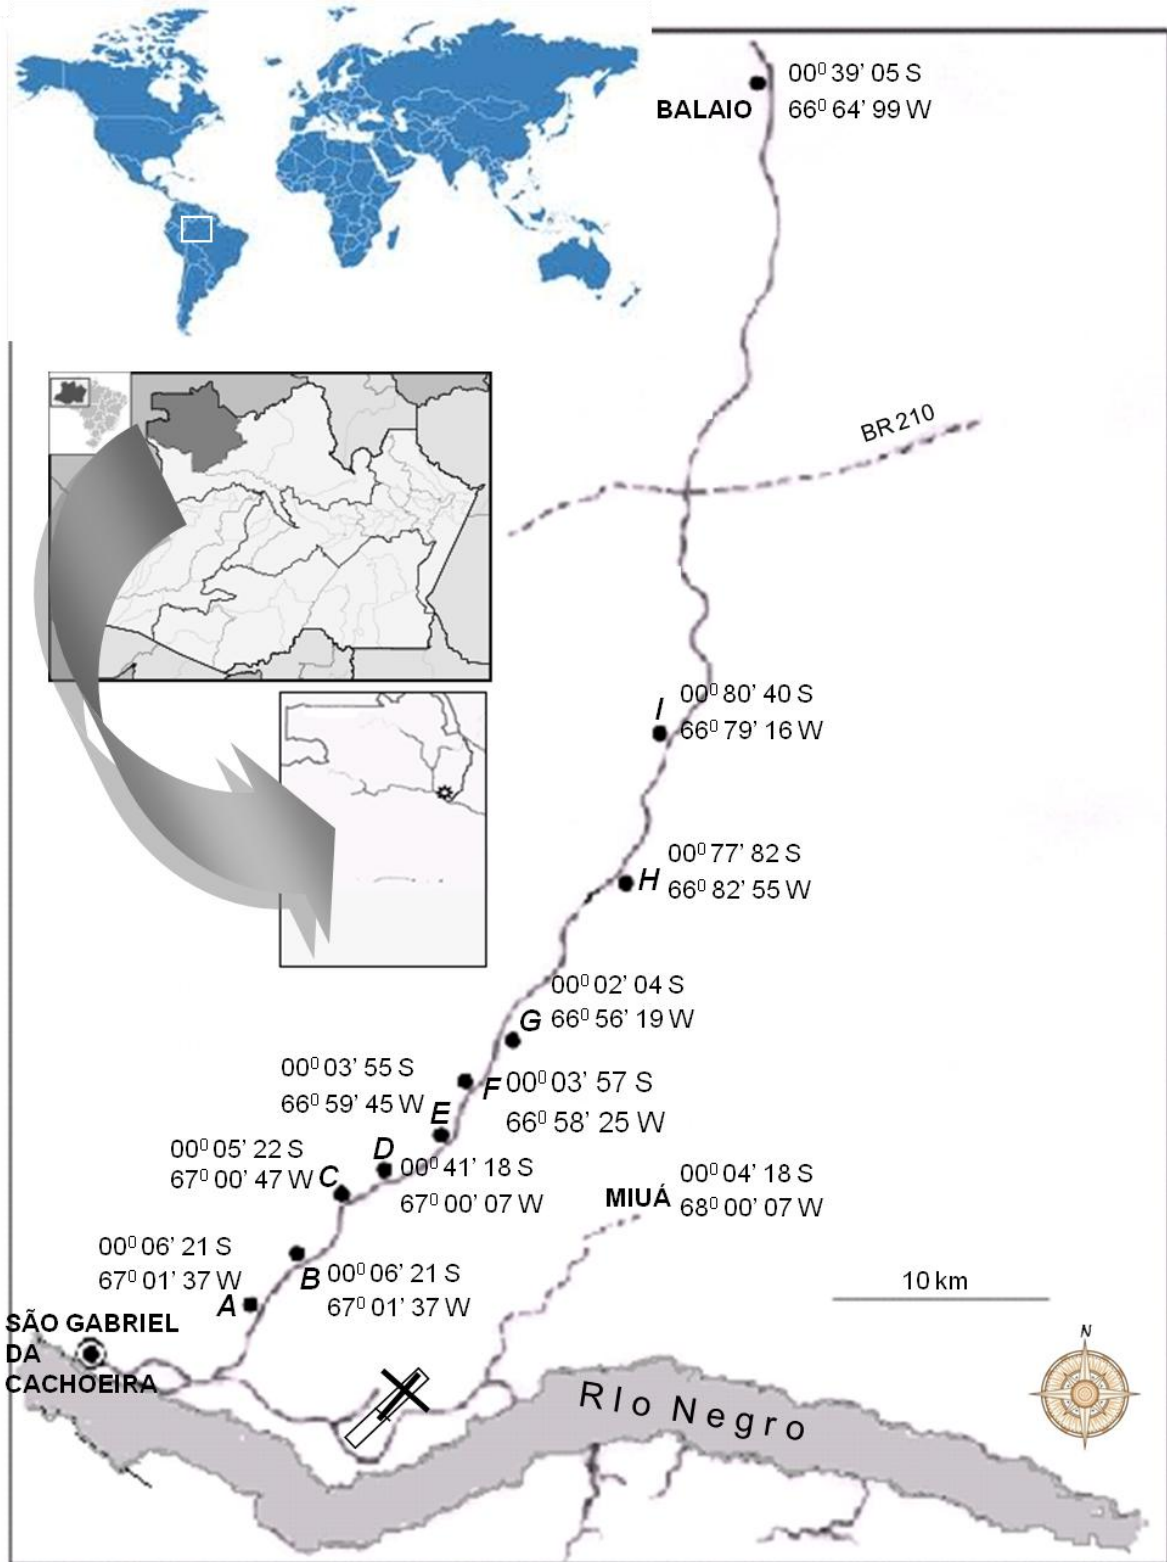 00⁰ 39' 05 S
BALAIO
66⁰ 64' 99 W
BR 210
I
00⁰ 80' 40 S
66⁰ 79' 16 W
00⁰ 77' 82 S
H
66⁰ 82' 55 W
00⁰ 02' 04 S
G
66⁰ 56' 19 W
00⁰ 03' 55 S
66⁰ 59' 45 W
F
00⁰ 03' 57 S
66⁰ 58' 25 W
E
00⁰ 05' 22 S
67⁰ 00' 47 W
C
D
00⁰ 41' 18 S
67⁰ 00' 07 W
MIUÁ
00⁰ 04' 18 S
68⁰ 00' 07 W
00⁰ 06' 21 S
67⁰ 01' 37 W
A
B
00⁰ 06' 21 S
67⁰ 01' 37 W
10 km
SÃO GABRIEL
DA
CACHOEIRA
N
RIo Negro